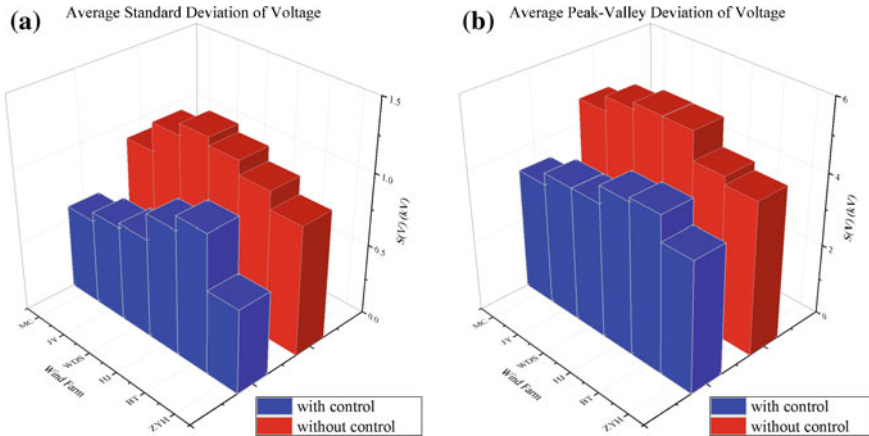 (a)
Average Standard Deviation of Voltage
1.5
1.0
0.5
0.0
S(V)(kV)
MC
JY
WDS
HJ
BT
ZYH
Wind Farm
with control
without control
(b)
Average Peak-Valley Deviation of Voltage
6
4
2
0
S(V)(kV)
MC
JY
WDS
HJ
BT
ZYH
Wind Farm
with control
without control